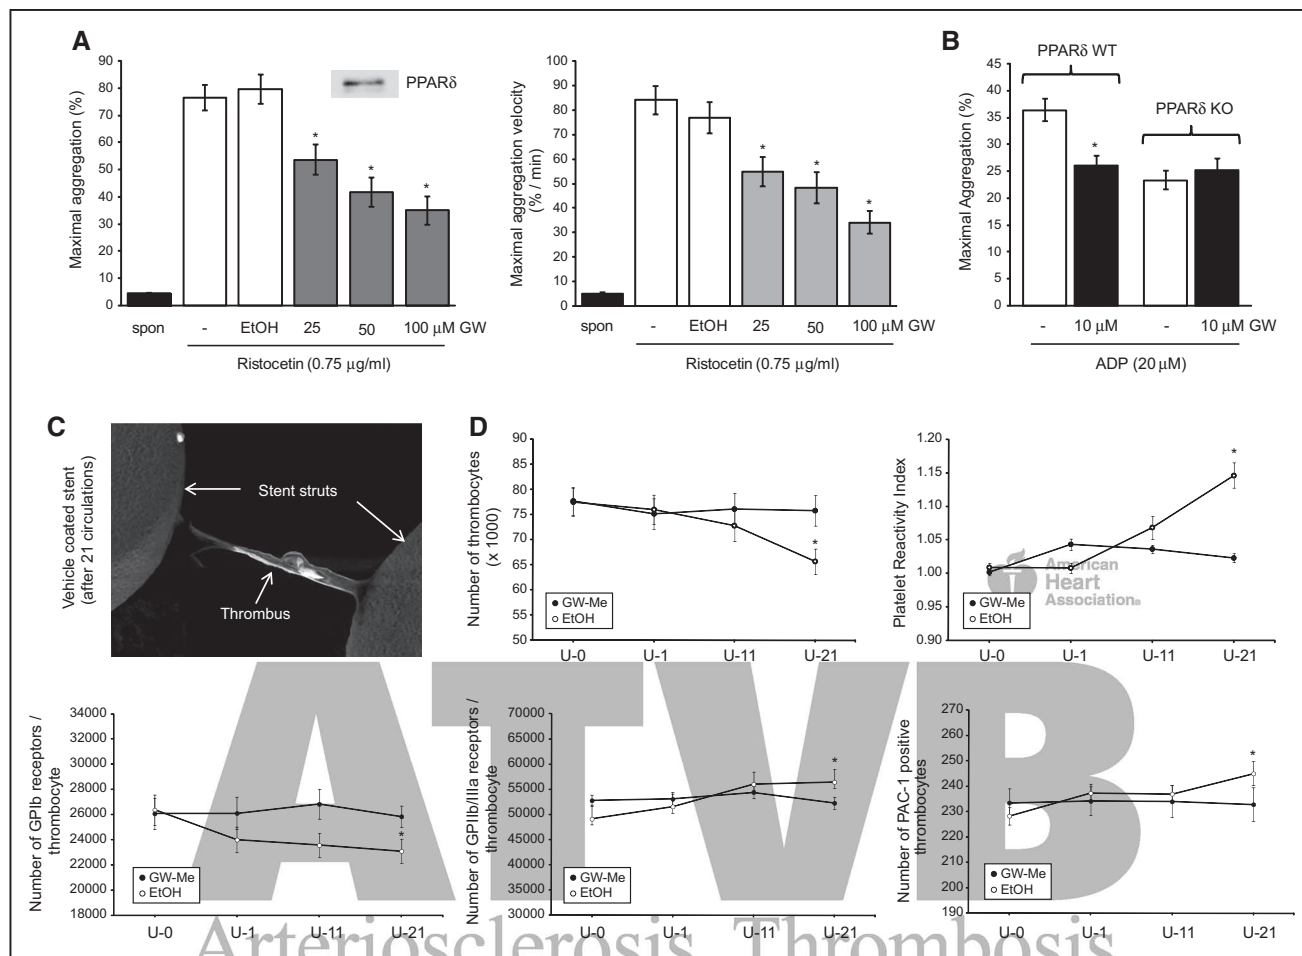 A
Maximal aggregation (%)
90
80
70
60
50
40
30
20
10
0
PPARδ
*
*
*
spon
-
EtOH
25
50
100 µM GW
Ristocetin (0.75 µg/ml)
Maximal aggregation velocity
(% / min)
100
90
80
70
60
50
40
30
20
10
0
*
*
*
spon
-
EtOH
25
50
100 µM GW
Ristocetin (0.75 µg/ml)
B
Maximal Aggregation (%)
45
40
35
30
25
20
15
10
5
0
PPARδ WT
PPARδ KO
*
-
10 µM
-
10 µM GW
ADP (20 µM)
C
Vehicle coated stent
(after 21 circulations)
Stent struts
Thrombus
D
Number of thrombocytes
(x 1000)
90
85
80
75
70
65
60
55
50
*
GW-Me
EtOH
U-0
U-1
U-11
U-21
Platelet Reactivity Index
1.20
1.15
1.10
1.05
1.00
0.95
0.90
*
American
Heart
Association®
GW-Me
EtOH
U-0
U-1
U-11
U-21
Number of GPIIb receptors /
thrombocyte
34000
32000
30000
28000
26000
24000
22000
20000
18000
*
GW-Me
EtOH
U-0
U-1
U-11
U-21
Number of GPIIb/IIIa receptors /
thrombocyte
70000
65000
60000
55000
50000
45000
40000
35000
30000
*
GW-Me
EtOH
U-0
U-1
U-11
U-21
Number of PAC-1 positive
thrombocytes
270
260
250
240
230
220
210
200
190
*
GW-Me
EtOH
U-0
U-1
U-11
U-21
ATVB
Arteriosclerosis, Thrombosis